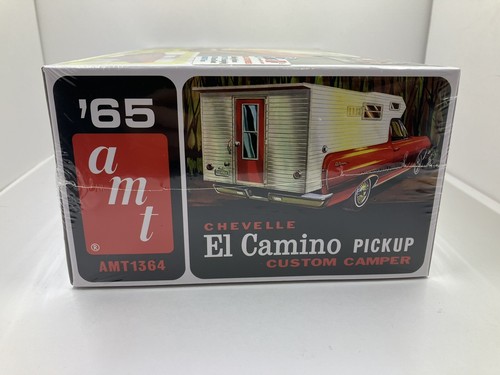 '65
amt
®
AMT1364
CHEVELLE
El Camino PICKUP
CUSTOM CAMPER